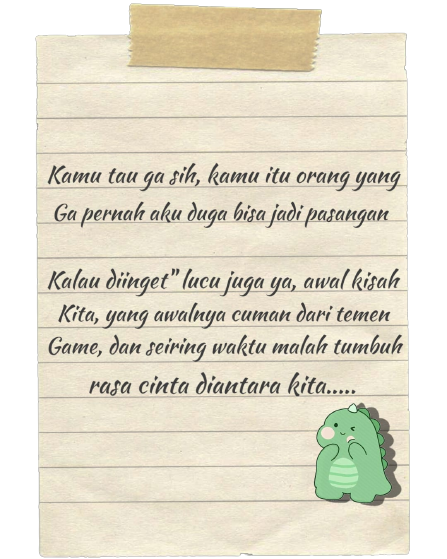 Kamu tau ga sih, kamu itu orang yang
Ga pernah aku duga bisa jadi pasangan
Kalau diinget" lucu juga ya, awal kisah
Kita, yang awalnya cuman dari temen
Game, dan seiring waktu malah tumbuh
rasa cinta diantara kita.....